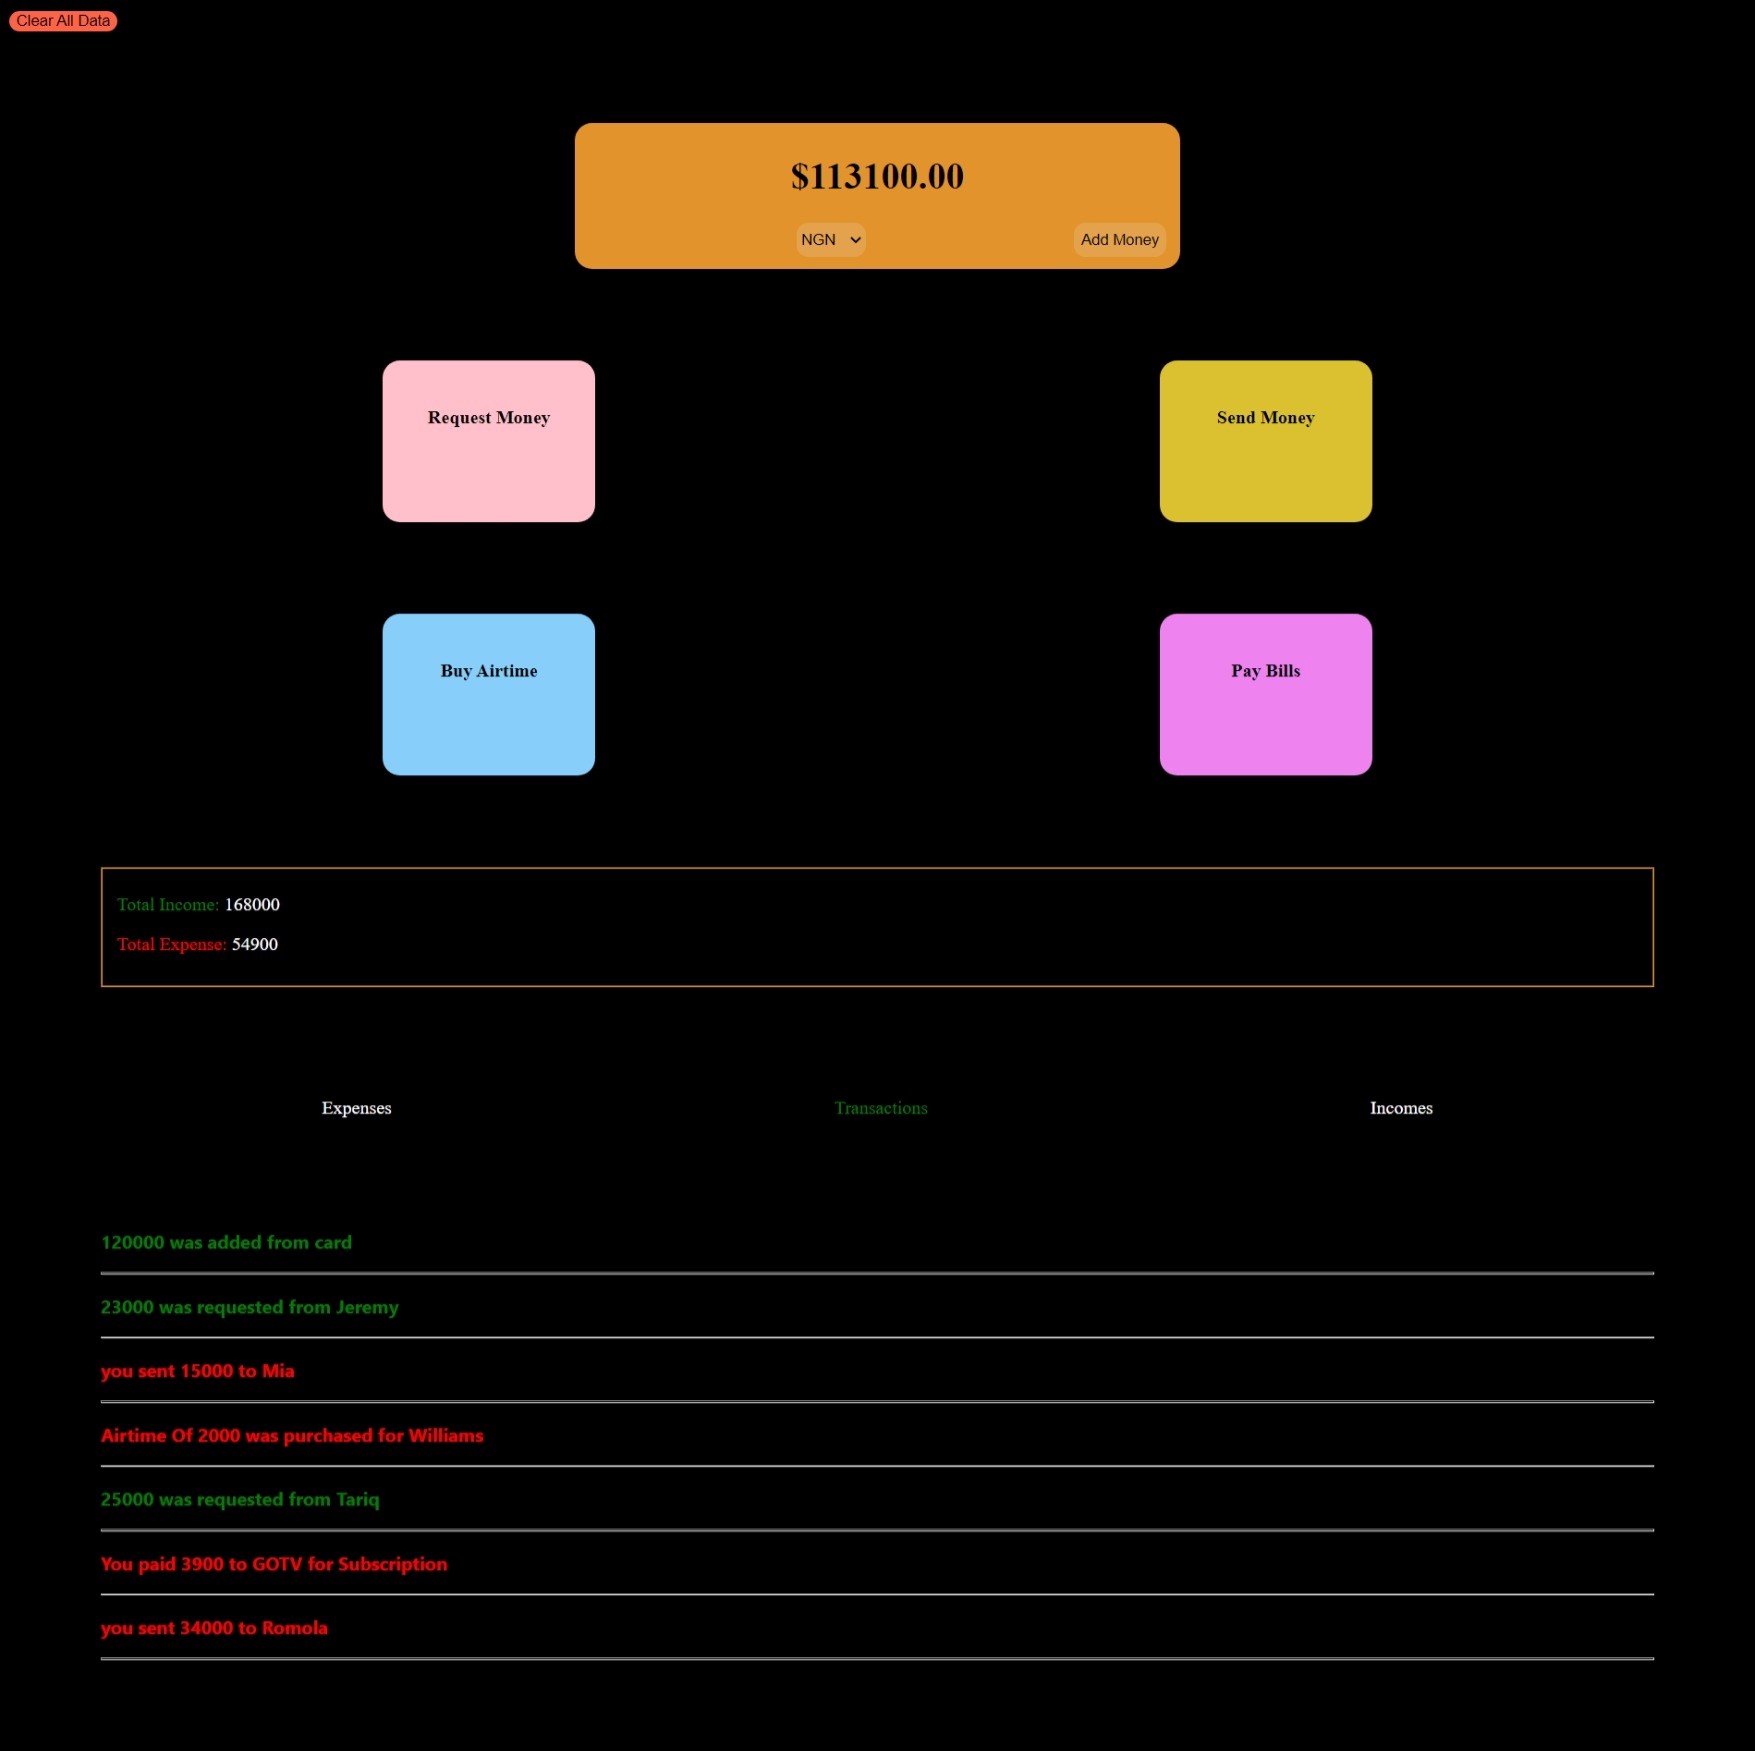 Clear All Data
$113100.00
NGN
Add Money
Request Money
Send Money
Buy Airtime
Pay Bills
Total Income: 168000
Total Expense: 54900
Expenses
Transactions
Incomes
120000 was added from card
23000 was requested from Jeremy
you sent 15000 to Mia
Airtime Of 2000 was purchased for Williams
25000 was requested from Tariq
You paid 3900 to GOTV for Subscription
you sent 34000 to Romola